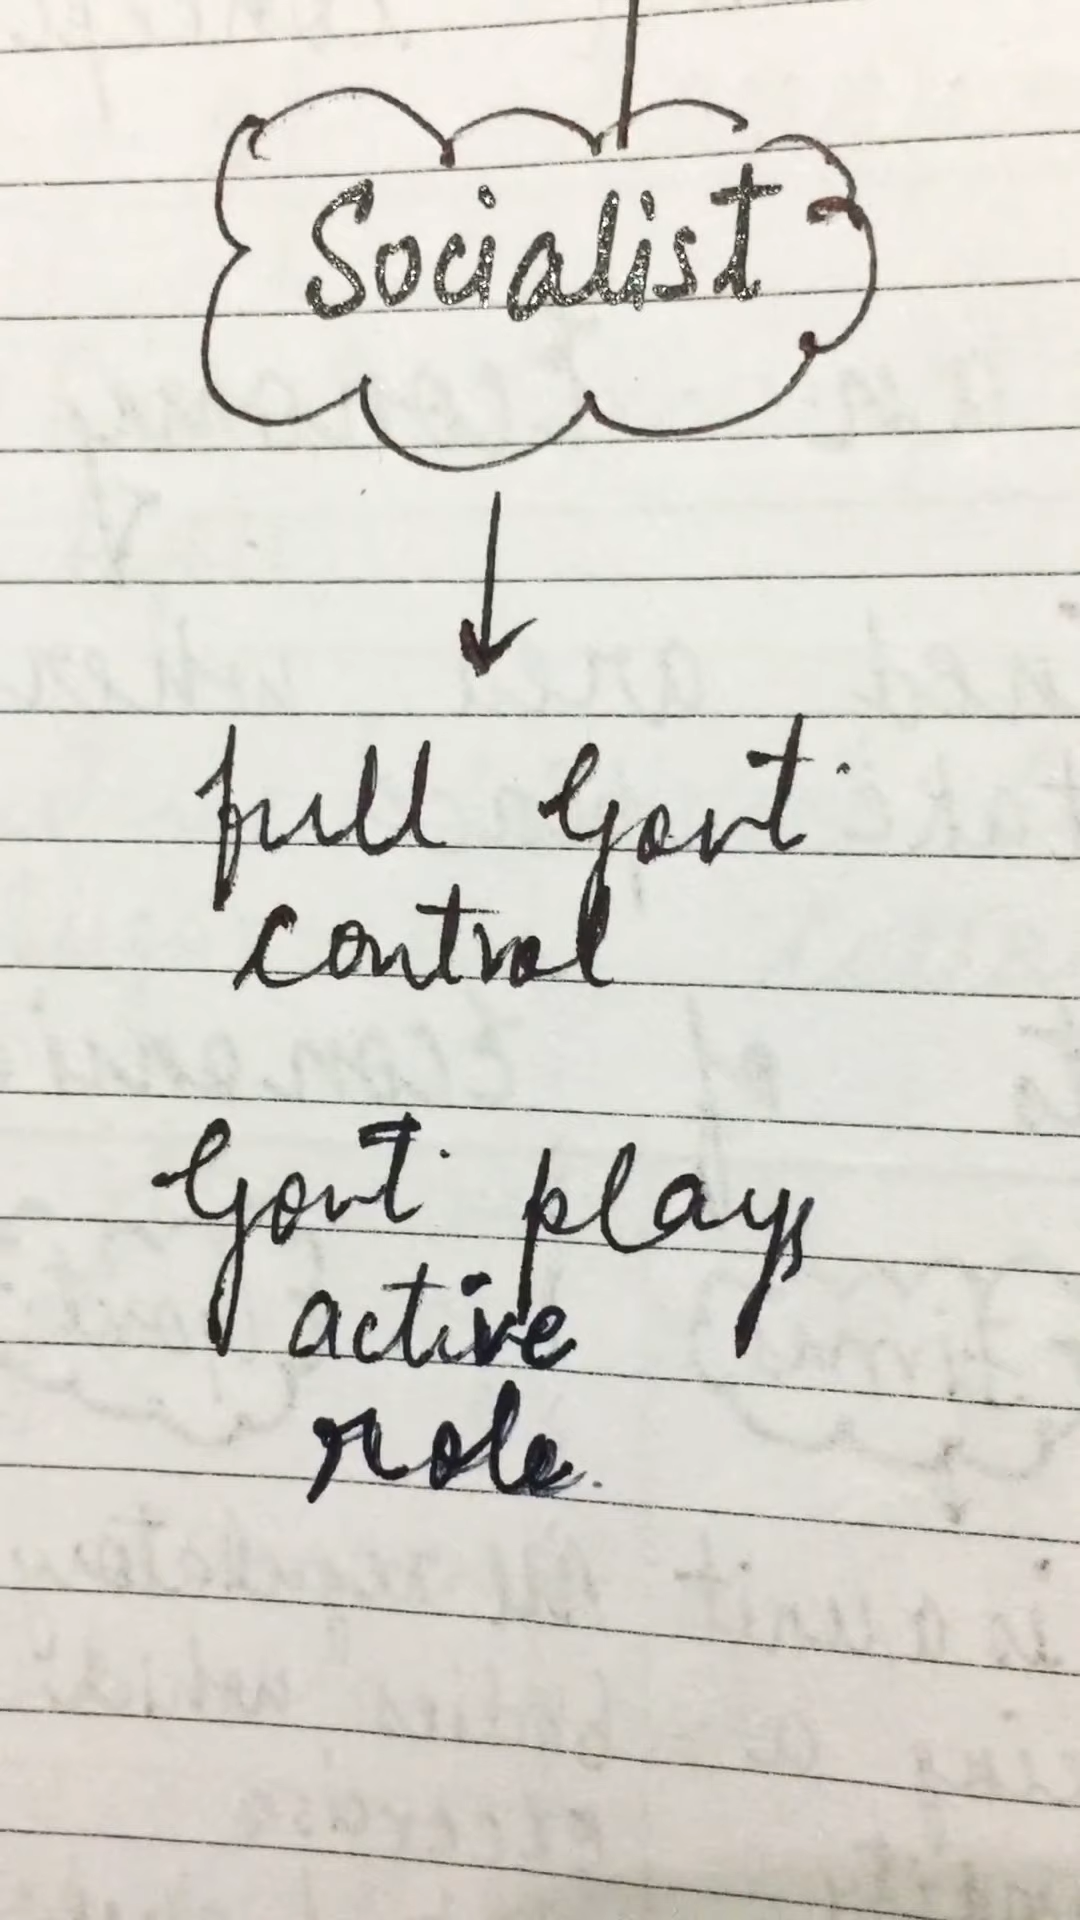 Socialist
full Govt.
control
Govt. plays
active
role.